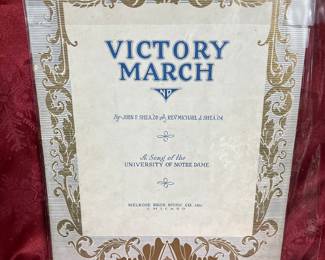 VICTORY
MARCH
ND
By JOHN F. SHEA, '06 and REV. MICHAEL J. SHEA, '04
A Song of the
UNIVERSITY OF NOTRE DAME
MELROSE BROS. MUSIC CO. INC.
CHICAGO